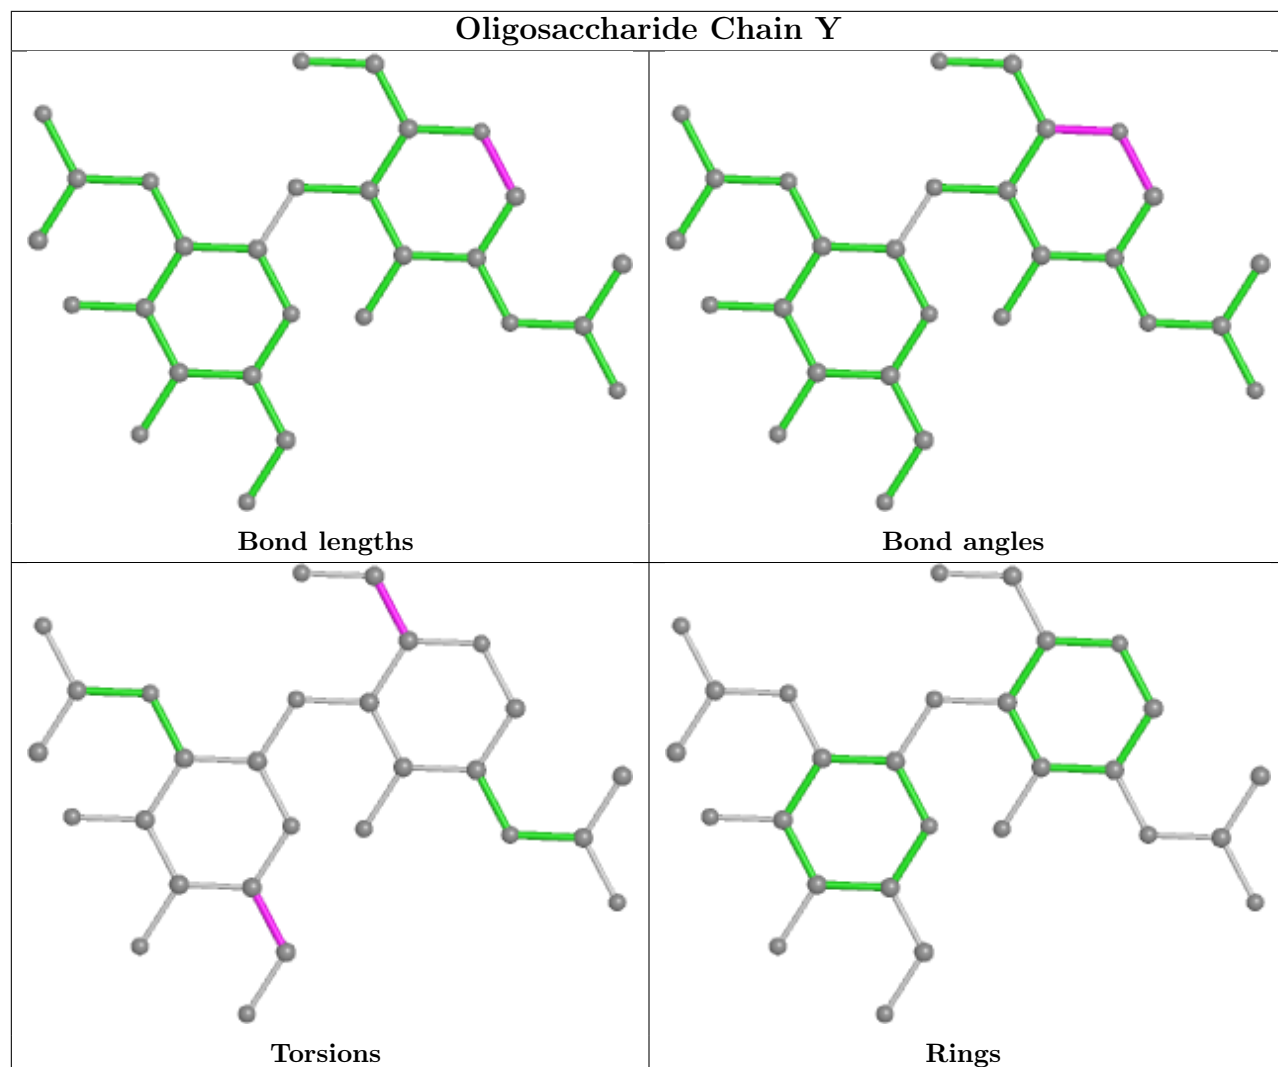 Oligosaccharide Chain Y
Bond lengths
Bond angles
Torsions
Rings